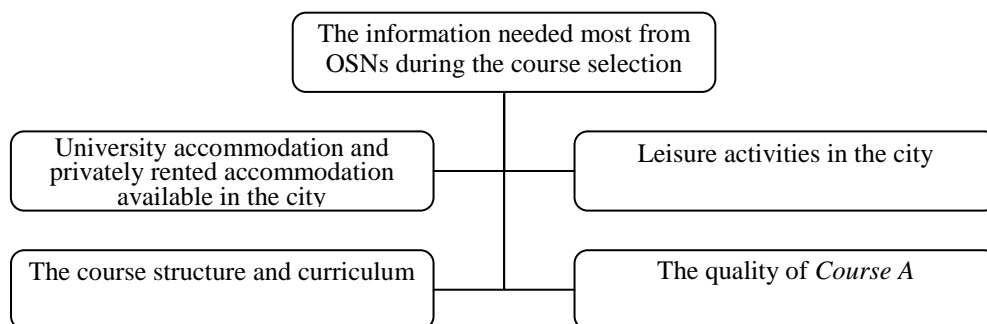 The information needed most from
OSNs during the course selection
University accommodation and
privately rented accommodation
available in the city
Leisure activities in the city
The course structure and curriculum
The quality of Course A